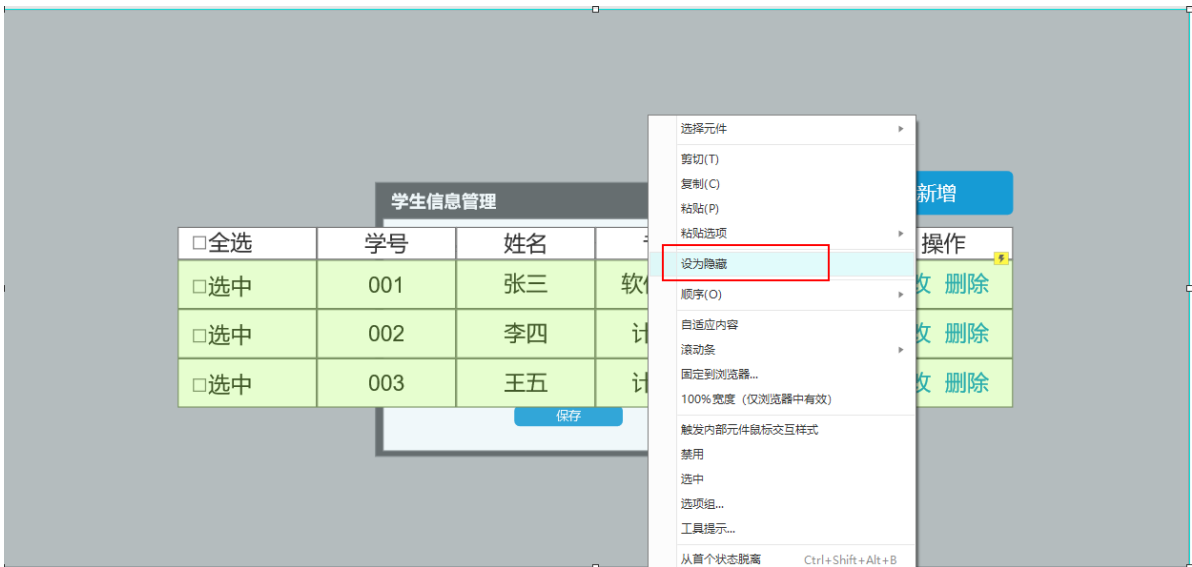 选择元件
剪切(T)
复制(C)
粘贴(P)
粘贴选项
设为隐藏
顺序(O)
自适应内容
滚动条
固定到浏览器...
100%宽度 (仅浏览器中有效)
触发内部元件鼠标交互样式
禁用
选中
选项组...
工具提示...
从首个状态脱离 Ctrl+Shift+Alt+B
新增
学生信息管理
□全选 学号 姓名 操作
□选中 001 张三 软 删除
□选中 002 李四 计 删除
□选中 003 王五 计 删除
保存